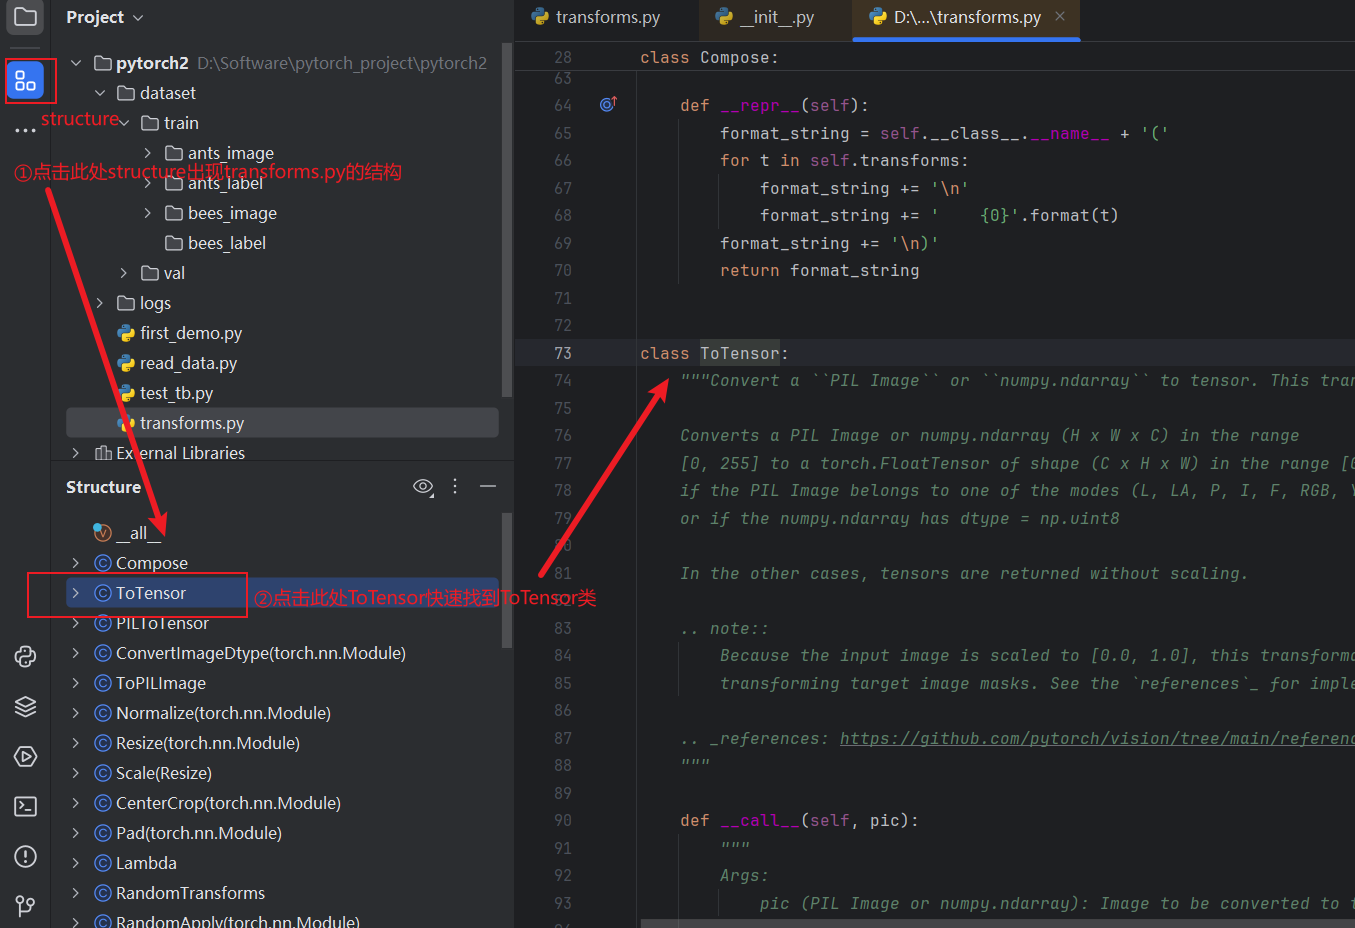 Project
transforms.py
__init__.py
D:\...\transforms.py
pytorch2 D:\Software\pytorch_project\pytorch2
dataset
structure
train
ants_image
①点击此处structure出现transforms.py的结构
ants_label
bees_image
bees_label
val
logs
first_demo.py
read_data.py
test_tb.py
transforms.py
External Libraries
Structure
__all__
Compose
ToTensor
②点击此处ToTensor快速找到ToTensor类
PILToTensor
ConvertImageDtype(torch.nn.Module)
ToPILImage
Normalize(torch.nn.Module)
Resize(torch.nn.Module)
Scale(Resize)
CenterCrop(torch.nn.Module)
Pad(torch.nn.Module)
Lambda
RandomTransforms
RandomApply(torch.nn.Module)
28 class Compose:
63
64 def __repr__(self):
65 format_string = self.__class__.__name__ + '('
66 for t in self.transforms:
67 format_string += '\n'
68 format_string += '    {0}'.format(t)
69 format_string += '\n)'
70 return format_string
71
72
73 class ToTensor:
74 """Convert a ``PIL Image`` or ``numpy.ndarray`` to tensor. This tran
75
76 Converts a PIL Image or numpy.ndarray (H x W x C) in the range
77 [0, 255] to a torch.FloatTensor of shape (C x H x W) in the range [0
78 if the PIL Image belongs to one of the modes (L, LA, P, I, F, RGB, Y
79 or if the numpy.ndarray has dtype = np.uint8
80
81 In the other cases, tensors are returned without scaling.
82
83 .. note::
84 Because the input image is scaled to [0.0, 1.0], this transforma
85 transforming target image masks. See the `references`_ for imple
86
87 .. _references: https://github.com/pytorch/vision/tree/main/referenc
88 """
89
90 def __call__(self, pic):
91 """
92 Args:
93 pic (PIL Image or numpy.ndarray): Image to be converted to t